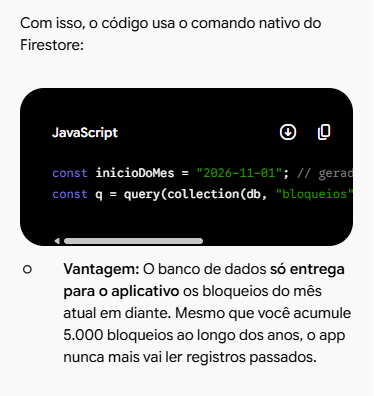 Com isso, o código usa o comando nativo do
Firestore:
JavaScript
const inicioDoMes = "2026-11-01"; // gerad
const q = query(collection(db, "bloqueios"
Vantagem: O banco de dados só entrega
para o aplicativo os bloqueios do mês
atual em diante. Mesmo que você acumule
5.000 bloqueios ao longo dos anos, o app
nunca mais vai ler registros passados.